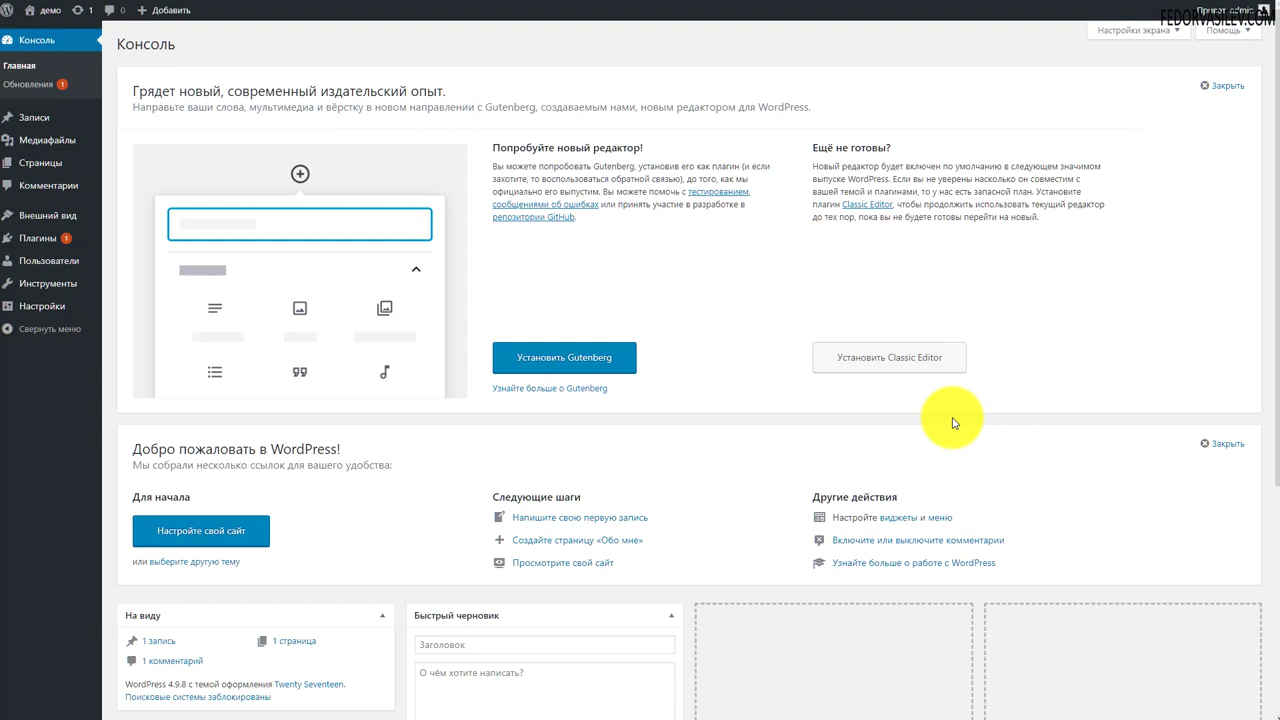 демо 1 0 Добавить
Привет, admin
FEDORVASILEV.COM
Настройки экрана Помощь
Консоль
Главная
Обновления 1
Записи
Медиафайлы
Страницы
Комментарии
Внешний вид
Плагины 1
Пользователи
Инструменты
Настройки
Свернуть меню
Консоль
Грядет новый, современный издательский опыт.
Закрыть
Направьте ваши слова, мультимедиа и вёрстку в новом направлении с Gutenberg, создаваемым нами, новым редактором для WordPress.
Попробуйте новый редактор!
Вы можете попробовать Gutenberg, установив его как плагин (и если
захотите, то воспользоваться обратной связью), до того, как мы
официально его выпустим. Вы можете помочь с тестированием,
сообщениями об ошибках или принять участие в разработке в
репозитории GitHub.
Установить Gutenberg
Узнайте больше о Gutenberg
Ещё не готовы?
Новый редактор будет включен по умолчанию в следующем значимом
выпуске WordPress. Если вы не уверены насколько он совместим с
вашей темой и плагинами, то у нас есть запасной план. Установите
плагин Classic Editor, чтобы продолжить использовать текущий редактор
до тех пор, пока вы не будете готовы перейти на новый.
Установить Classic Editor
Добро пожаловать в WordPress!
Закрыть
Мы собрали несколько ссылок для вашего удобства:
Для начала
Настройте свой сайт
или выберите другую тему
Следующие шаги
Напишите свою первую запись
Создайте страницу «Обо мне»
Просмотрите свой сайт
Другие действия
Настройте виджеты и меню
Включите или выключите комментарии
Узнайте больше о работе с WordPress
На виду
1 запись 1 страница
1 комментарий
WordPress 4.9.8 с темой оформления Twenty Seventeen.
Поисковые системы заблокированы
Быстрый черновик
Заголовок
О чём хотите написать?